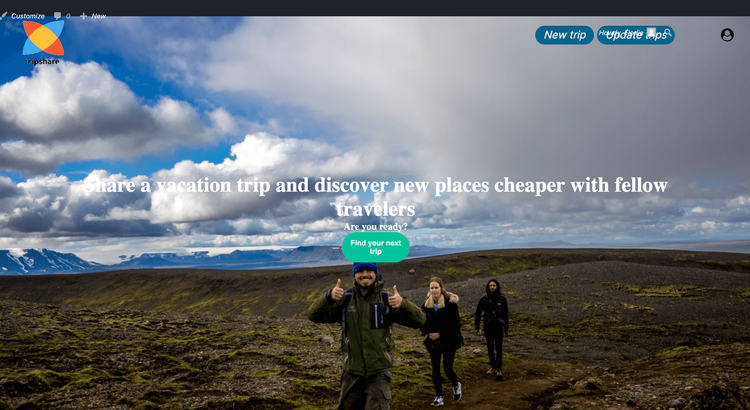 Customize 0 New
tripshare
New trip
Update trips
Share a vacation trip and discover new places cheaper with fellow
travelers
Are you ready?
Find your next
trip